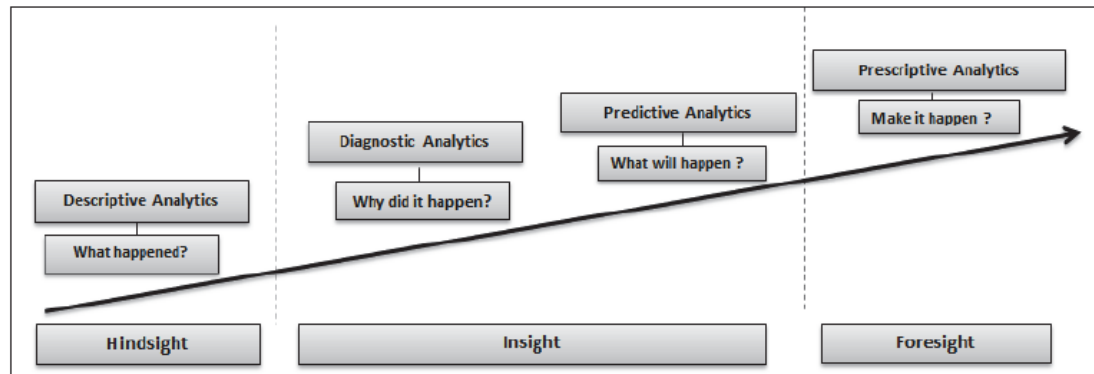 Prescriptive Analytics
Make it happen ?
Predictive Analytics
What will happen ?
Diagnostic Analytics
Why did it happen?
Descriptive Analytics
What happened?
Hindsight
Insight
Foresight